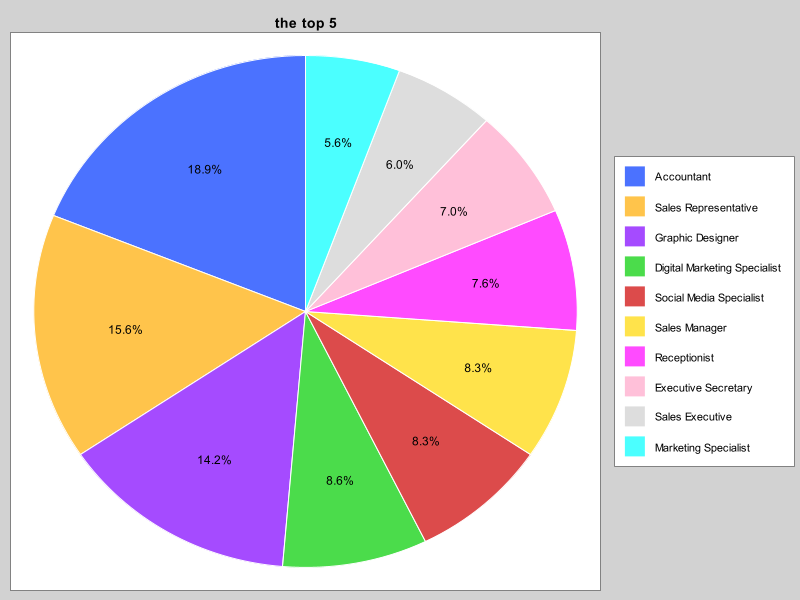 the top 5
5.6%
6.0%
18.9%
7.0%
7.6%
15.6%
8.3%
8.3%
14.2%
8.6%
Accountant
Sales Representative
Graphic Designer
Digital Marketing Specialist
Social Media Specialist
Sales Manager
Receptionist
Executive Secretary
Sales Executive
Marketing Specialist